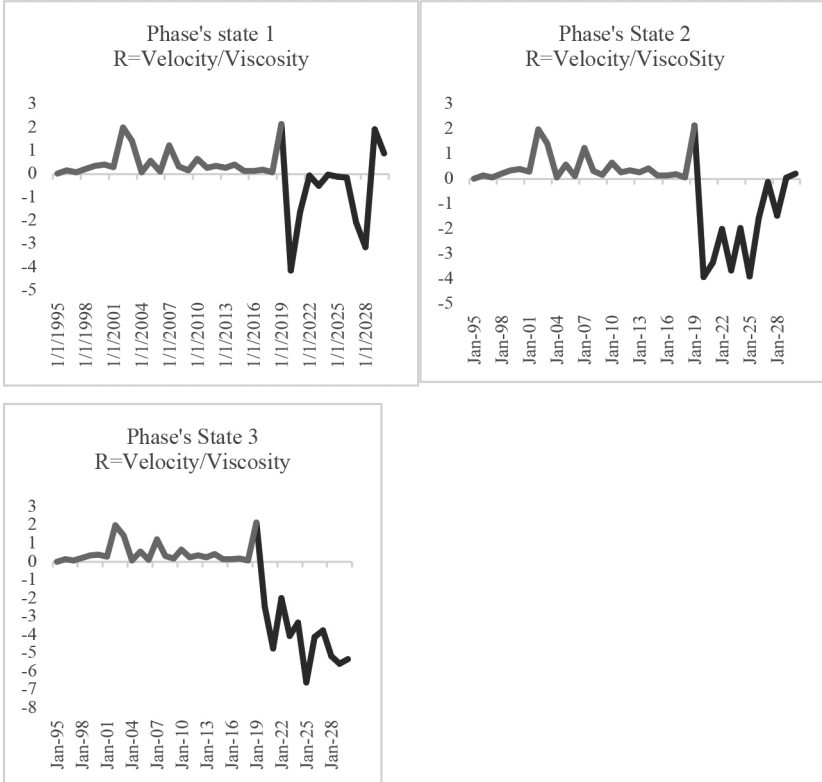 Phase's state 1
R=Velocity/Viscosity
3
2
1
0
-1
-2
-3
-4
-5
1/1/1995
1/1/1998
1/1/2001
1/1/2004
1/1/2007
1/1/2010
1/1/2013
1/1/2016
1/1/2019
1/1/2022
1/1/2025
1/1/2028
Phase's State 2
R=Velocity/ViscoSity
3
2
1
0
-1
-2
-3
-4
-5
Jan-95
Jan-98
Jan-01
Jan-04
Jan-07
Jan-10
Jan-13
Jan-16
Jan-19
Jan-22
Jan-25
Jan-28
Phase's State 3
R=Velocity/Viscosity
3
2
1
0
-1
-2
-3
-4
-5
-6
-7
-8
Jan-95
Jan-98
Jan-01
Jan-04
Jan-07
Jan-10
Jan-13
Jan-16
Jan-19
Jan-22
Jan-25
Jan-28